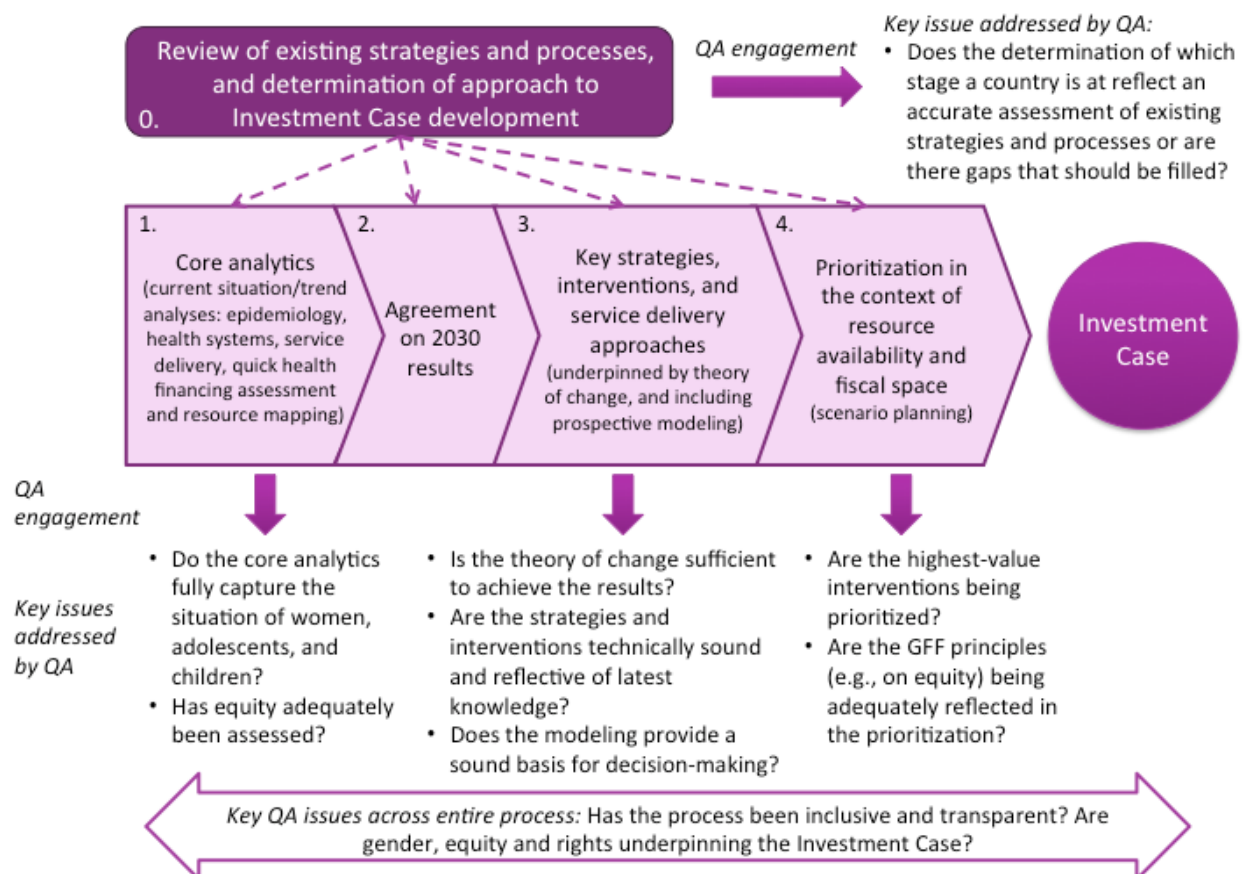 Review of existing strategies and processes,
and determination of approach to
0. Investment Case development
QA engagement
Key issue addressed by QA:
• Does the determination of which
stage a country is at reflect an
accurate assessment of existing
strategies and processes or are
there gaps that should be filled?
1.
Core analytics
(current situation/trend
analyses: epidemiology,
health systems, service
delivery, quick health
financing assessment
and resource mapping)
2.
Agreement
on 2030
results
3.
Key strategies,
interventions, and
service delivery
approaches
(underpinned by theory
of change, and including
prospective modeling)
4.
Prioritization in
the context of
resource
availability and
fiscal space
(scenario planning)
Investment
Case
QA
engagement
Key issues
addressed
by QA
• Do the core analytics
fully capture the
situation of women,
adolescents, and
children?
• Has equity adequately
been assessed?
• Is the theory of change sufficient
to achieve the results?
• Are the strategies and
interventions technically sound
and reflective of latest
knowledge?
• Does the modeling provide a
sound basis for decision-making?
• Are the highest-value
interventions being
prioritized?
• Are the GFF principles
(e.g., on equity) being
adequately reflected in
the prioritization?
Key QA issues across entire process: Has the process been inclusive and transparent? Are
gender, equity and rights underpinning the Investment Case?